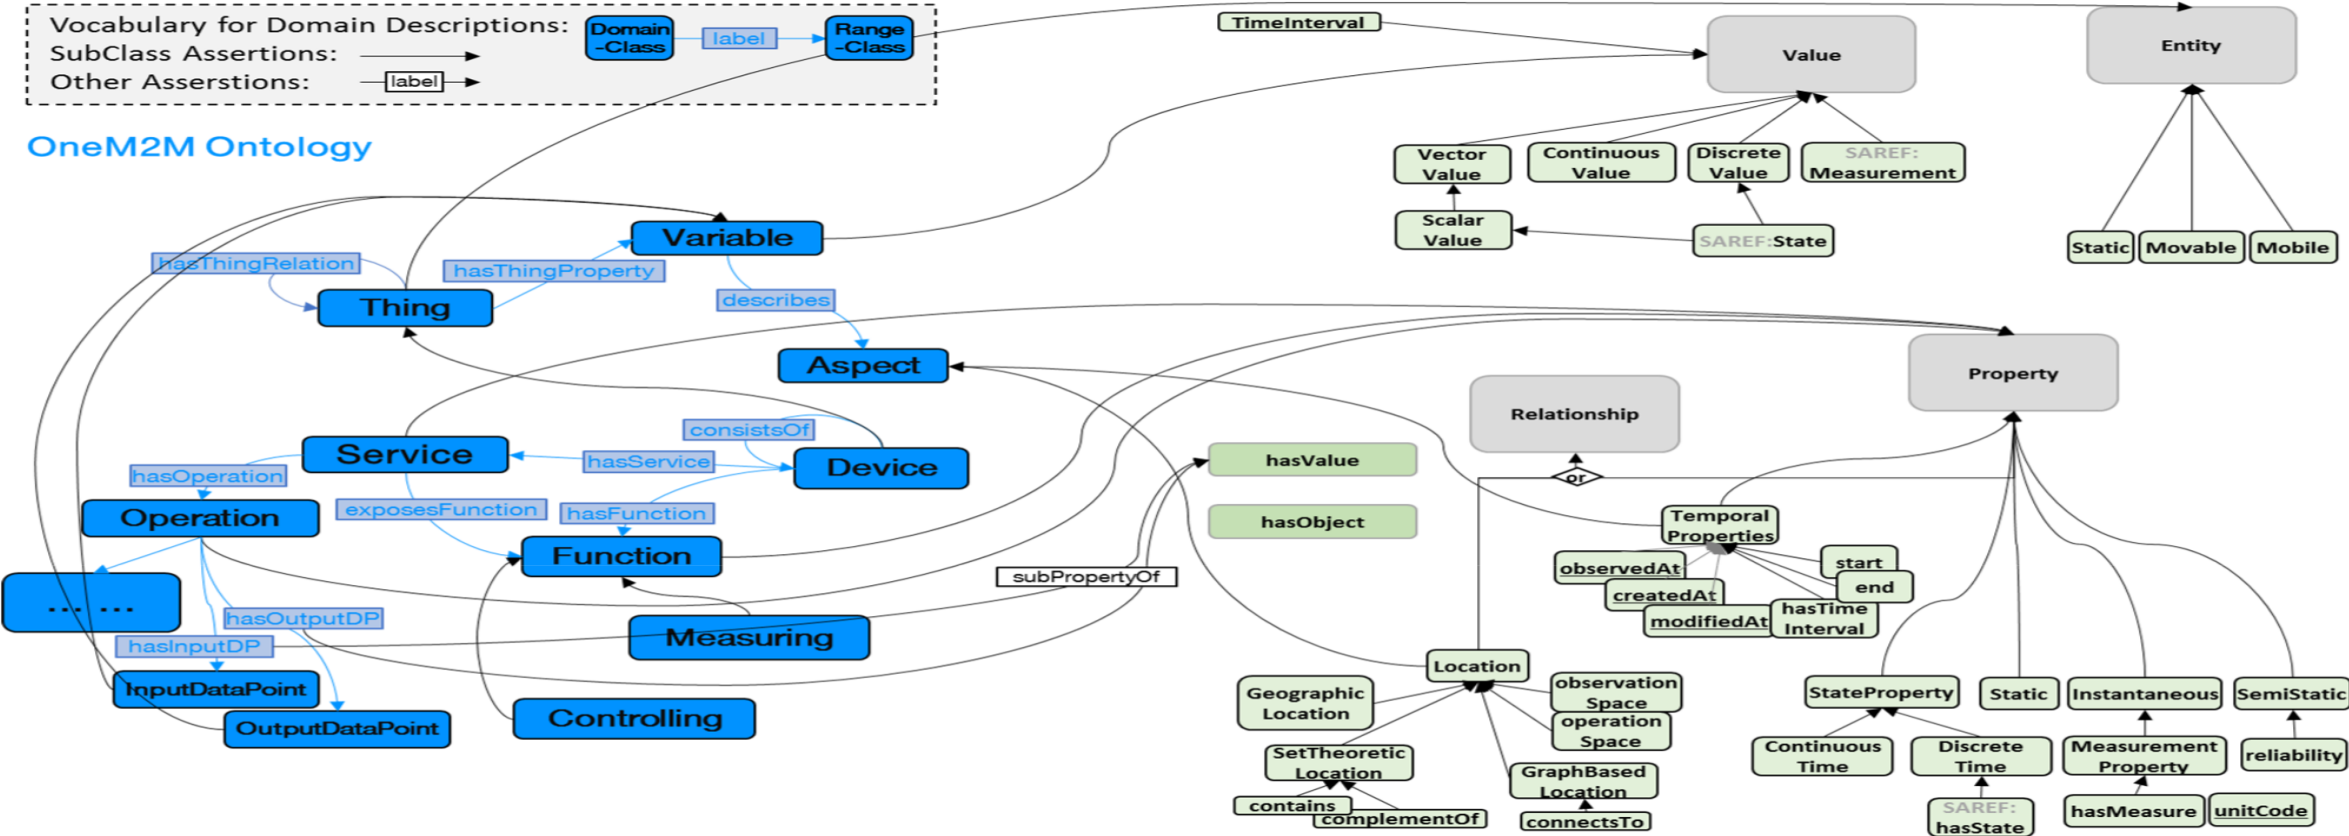 Vocabulary for Domain Descriptions:
Domain
-Class
label
Range
-Class
SubClass Assertions:
Other Asserstions:
label
OneM2M Ontology
TimeInterval
Value
Entity
Vector
Value
Continuous
Value
Discrete
Value
SAREF:
Measurement
Scalar
Value
SAREF:State
Static
Movable
Mobile
Variable
hasThingRelation
hasThingProperty
Thing
describes
Aspect
Property
Relationship
or
consistsOf
Service
hasService
Device
hasOperation
exposesFunction
hasFunction
Operation
Function
... ...
hasOutputDP
hasInputDP
Measuring
InputDataPoint
OutputDataPoint
Controlling
hasValue
hasObject
subPropertyOf
Temporal
Properties
observedAt
createdAt
modifiedAt
start
end
hasTime
Interval
Location
Geographic
Location
observation
Space
operation
Space
SetTheoretic
Location
GraphBased
Location
contains
complementOf
connectsTo
StateProperty
Static
Instantaneous
SemiStatic
Continuous
Time
Discrete
Time
Measurement
Property
reliability
SAREF:
hasState
hasMeasure
unitCode